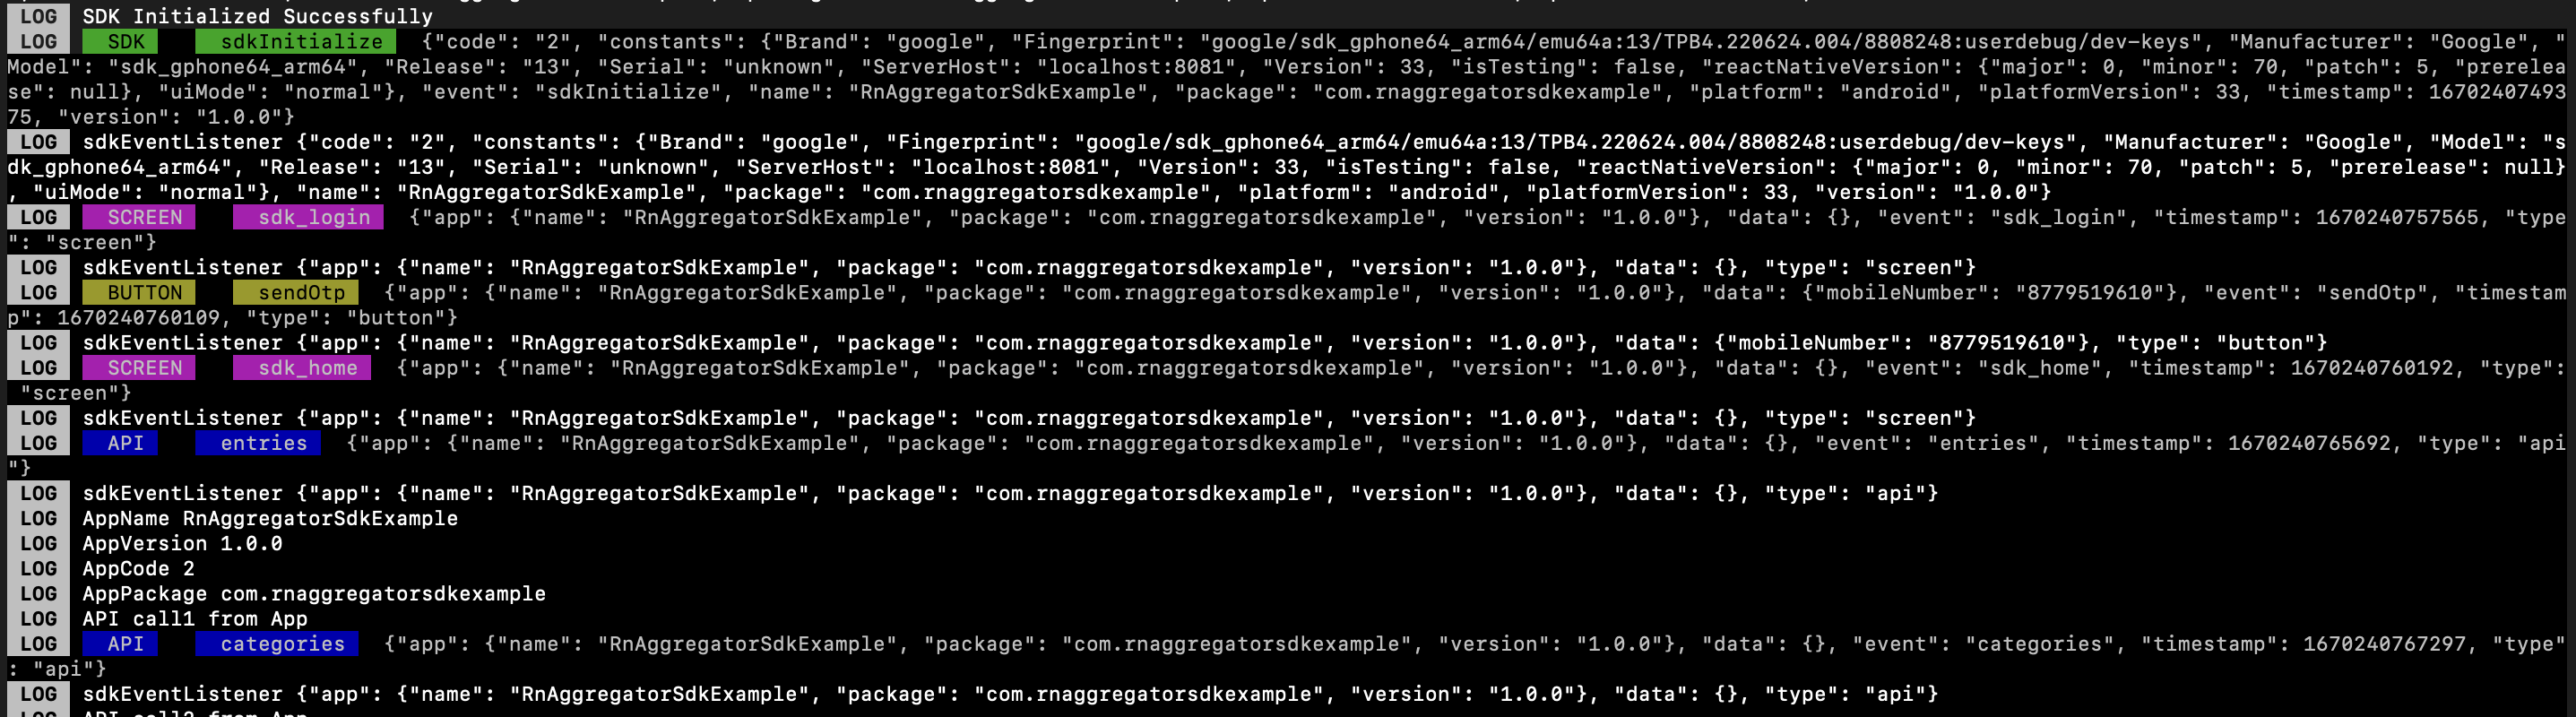 LOG SDK Initialized Successfully
LOG SDK sdkInitialize {"code": "2", "constants": {"Brand": "google", "Fingerprint": "google/sdk_gphone64_arm64/emu64a:13/TPB4.220624.004/8808248:userdebug/dev-keys", "Manufacturer": "Google", "
Model": "sdk_gphone64_arm64", "Release": "13", "Serial": "unknown", "ServerHost": "localhost:8081", "Version": 33, "isTesting": false, "reactNativeVersion": {"major": 0, "minor": 70, "patch": 5, "prerelea
se": null}, "uiMode": "normal"}, "event": "sdkInitialize", "name": "RnAggregatorSdkExample", "package": "com.rnaggregatorsdkexample", "platform": "android", "platformVersion": 33, "timestamp": 16702407493
75, "version": "1.0.0"}
LOG sdkEventListener {"code": "2", "constants": {"Brand": "google", "Fingerprint": "google/sdk_gphone64_arm64/emu64a:13/TPB4.220624.004/8808248:userdebug/dev-keys", "Manufacturer": "Google", "Model": "s
dk_gphone64_arm64", "Release": "13", "Serial": "unknown", "ServerHost": "localhost:8081", "Version": 33, "isTesting": false, "reactNativeVersion": {"major": 0, "minor": 70, "patch": 5, "prerelease": null}
, "uiMode": "normal"}, "name": "RnAggregatorSdkExample", "package": "com.rnaggregatorsdkexample", "platform": "android", "platformVersion": 33, "version": "1.0.0"}
LOG SCREEN sdk_login {"app": {"name": "RnAggregatorSdkExample", "package": "com.rnaggregatorsdkexample", "version": "1.0.0"}, "data": {}, "event": "sdk_login", "timestamp": 1670240757565, "type
": "screen"}
LOG sdkEventListener {"app": {"name": "RnAggregatorSdkExample", "package": "com.rnaggregatorsdkexample", "version": "1.0.0"}, "data": {}, "type": "screen"}
LOG BUTTON sendOtp {"app": {"name": "RnAggregatorSdkExample", "package": "com.rnaggregatorsdkexample", "version": "1.0.0"}, "data": {"mobileNumber": "8779519610"}, "event": "sendOtp", "timestam
p": 1670240760109, "type": "button"}
LOG sdkEventListener {"app": {"name": "RnAggregatorSdkExample", "package": "com.rnaggregatorsdkexample", "version": "1.0.0"}, "data": {"mobileNumber": "8779519610"}, "type": "button"}
LOG SCREEN sdk_home {"app": {"name": "RnAggregatorSdkExample", "package": "com.rnaggregatorsdkexample", "version": "1.0.0"}, "data": {}, "event": "sdk_home", "timestamp": 1670240760192, "type":
"screen"}
LOG sdkEventListener {"app": {"name": "RnAggregatorSdkExample", "package": "com.rnaggregatorsdkexample", "version": "1.0.0"}, "data": {}, "type": "screen"}
LOG API entries {"app": {"name": "RnAggregatorSdkExample", "package": "com.rnaggregatorsdkexample", "version": "1.0.0"}, "data": {}, "event": "entries", "timestamp": 1670240765692, "type": "api
"}
LOG sdkEventListener {"app": {"name": "RnAggregatorSdkExample", "package": "com.rnaggregatorsdkexample", "version": "1.0.0"}, "data": {}, "type": "api"}
LOG AppName RnAggregatorSdkExample
LOG AppVersion 1.0.0
LOG AppCode 2
LOG AppPackage com.rnaggregatorsdkexample
LOG API call1 from App
LOG API categories {"app": {"name": "RnAggregatorSdkExample", "package": "com.rnaggregatorsdkexample", "version": "1.0.0"}, "data": {}, "event": "categories", "timestamp": 1670240767297, "type"
: "api"}
LOG sdkEventListener {"app": {"name": "RnAggregatorSdkExample", "package": "com.rnaggregatorsdkexample", "version": "1.0.0"}, "data": {}, "type": "api"}